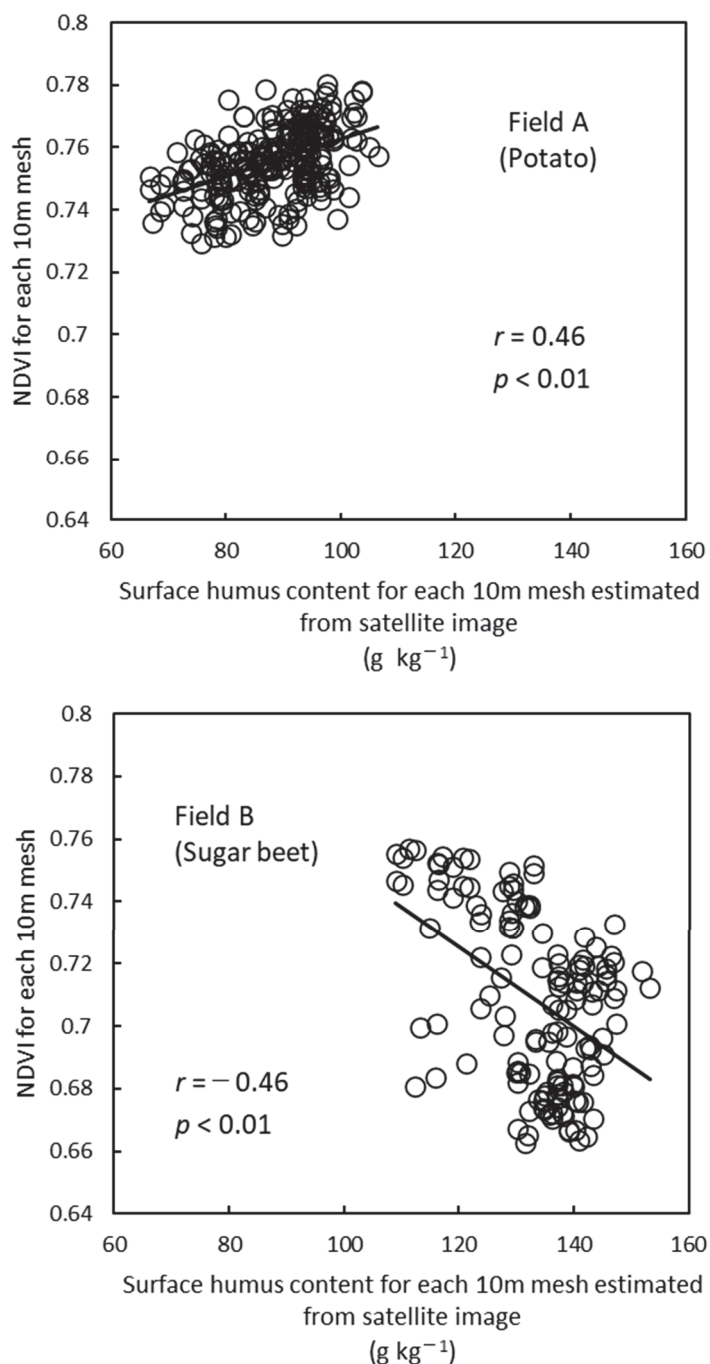 0.8
0.78
0.76
0.74
0.72
0.7
0.68
0.66
0.64
NDVI for each 10m mesh
Field A
(Potato)
r = 0.46
p < 0.01
60 80 100 120 140 160
Surface humus content for each 10m mesh estimated
from satellite image
(g kg⁻¹)
0.8
0.78
0.76
0.74
0.72
0.7
0.68
0.66
0.64
NDVI for each 10m mesh
Field B
(Sugar beet)
r = −0.46
p < 0.01
60 80 100 120 140 160
Surface humus content for each 10m mesh estimated
from satellite image
(g kg⁻¹)